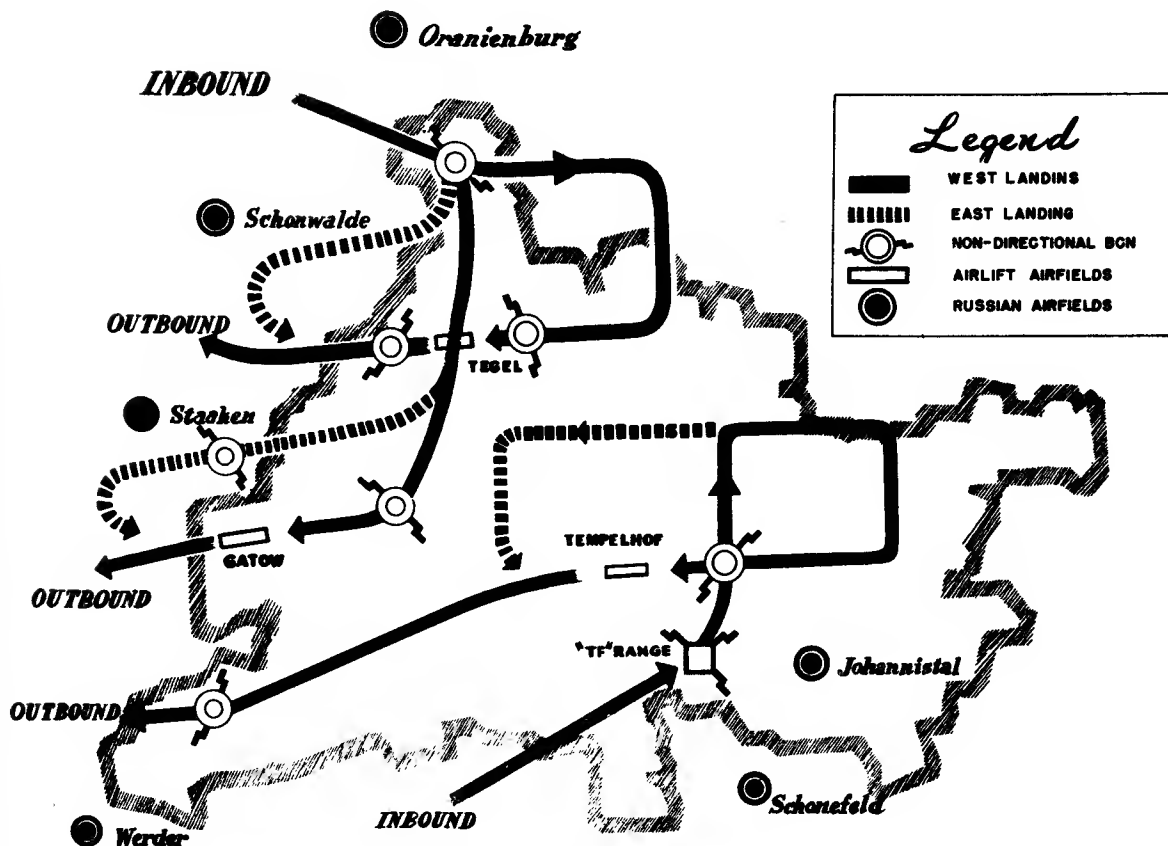 Oranienburg
INBOUND
Legend
WEST LANDINS
EAST LANDING
NON-DIRECTIONAL BCN
AIRLIFT AIRFIELDS
RUSSIAN AIRFIELDS
Schonwalde
OUTBOUND
TEGEL
Staaken
TEMPELHOF
GATOW
OUTBOUND
"TF" RANGE
Johannistal
OUTBOUND
Schonefeld
INBOUND
Werder